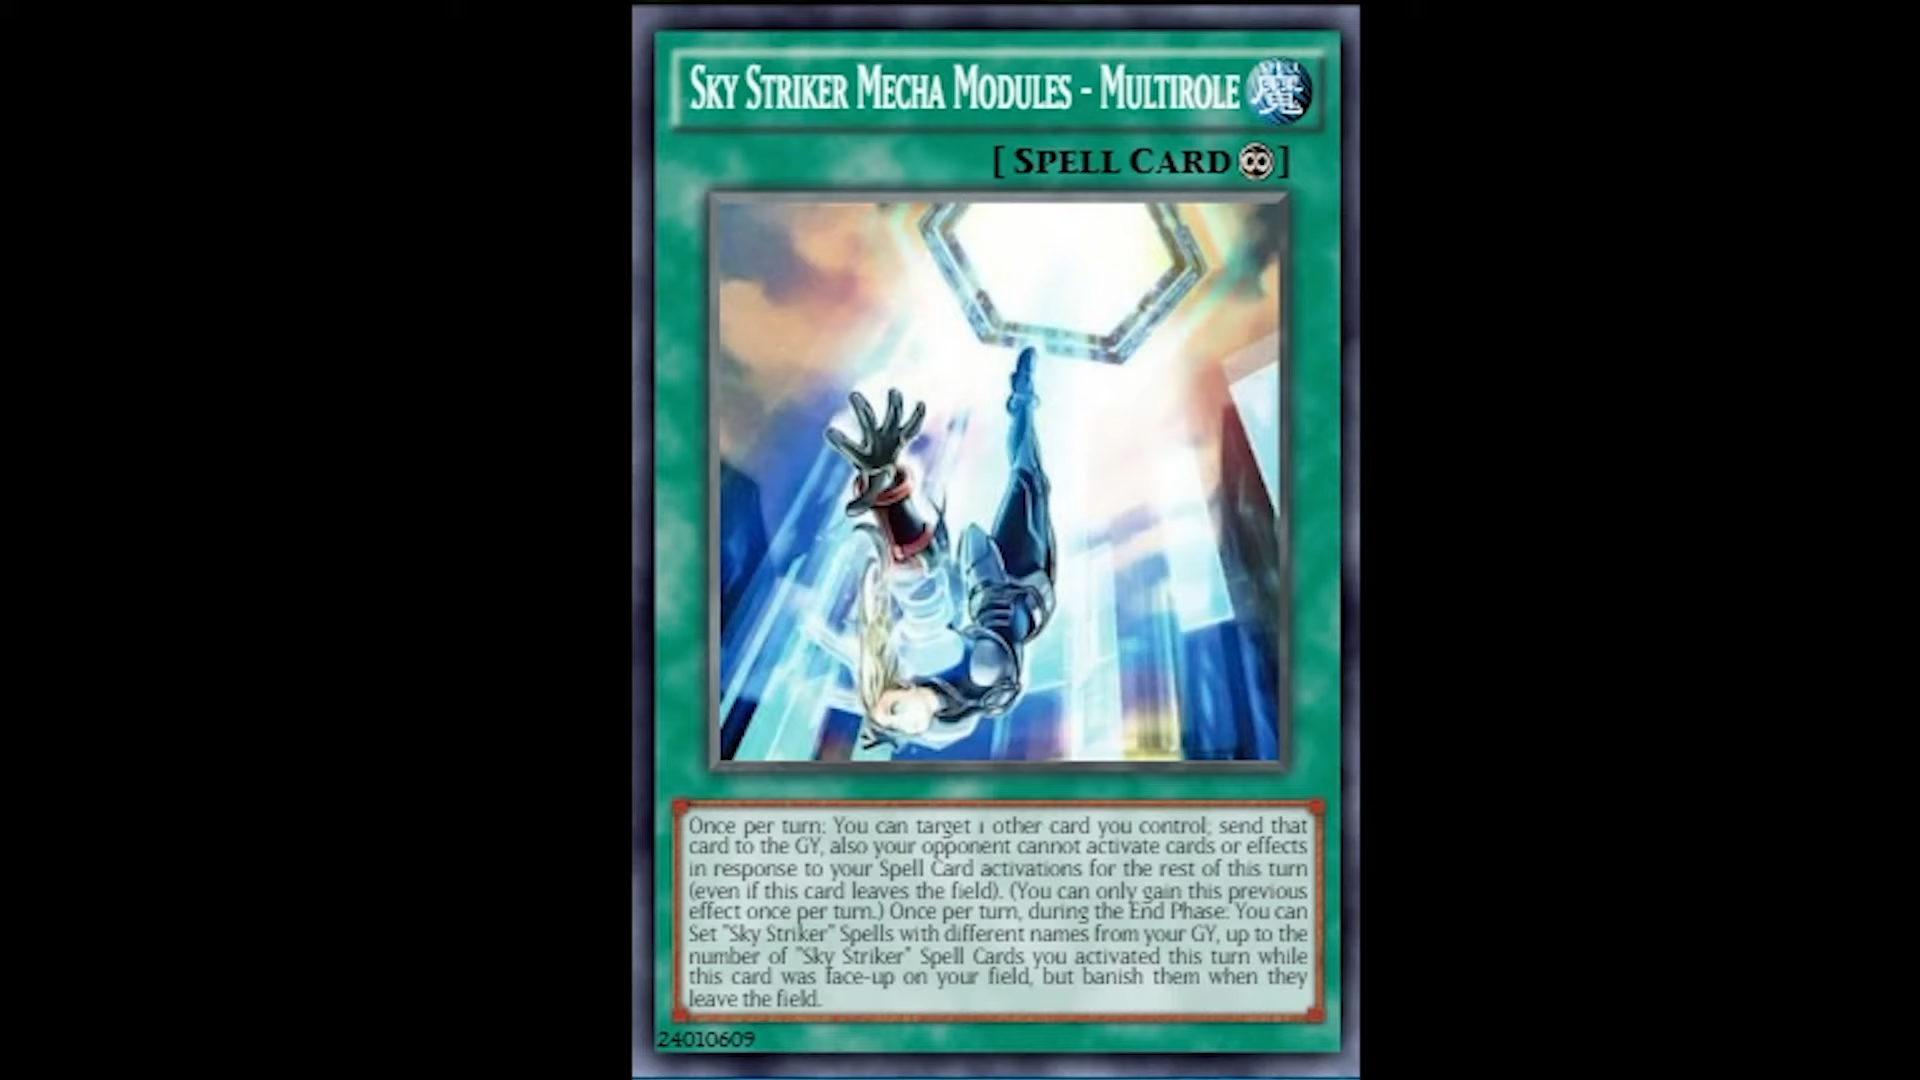 SKY STRIKER MECHA MODULES - MULTIROLE 魔
[ SPELL CARD ]
Once per turn: You can target 1 other card you control; send that
card to the GY, also your opponent cannot activate cards or effects
in response to your Spell Card activations for the rest of this turn
(even if this card leaves the field). (You can only gain this previous
effect once per turn.) Once per turn, during the End Phase: You can
Set "Sky Striker" Spells with different names from your GY, up to the
number of "Sky Striker" Spell Cards you activated this turn while
this card was face-up on your field, but banish them when they
leave the field.
24010609